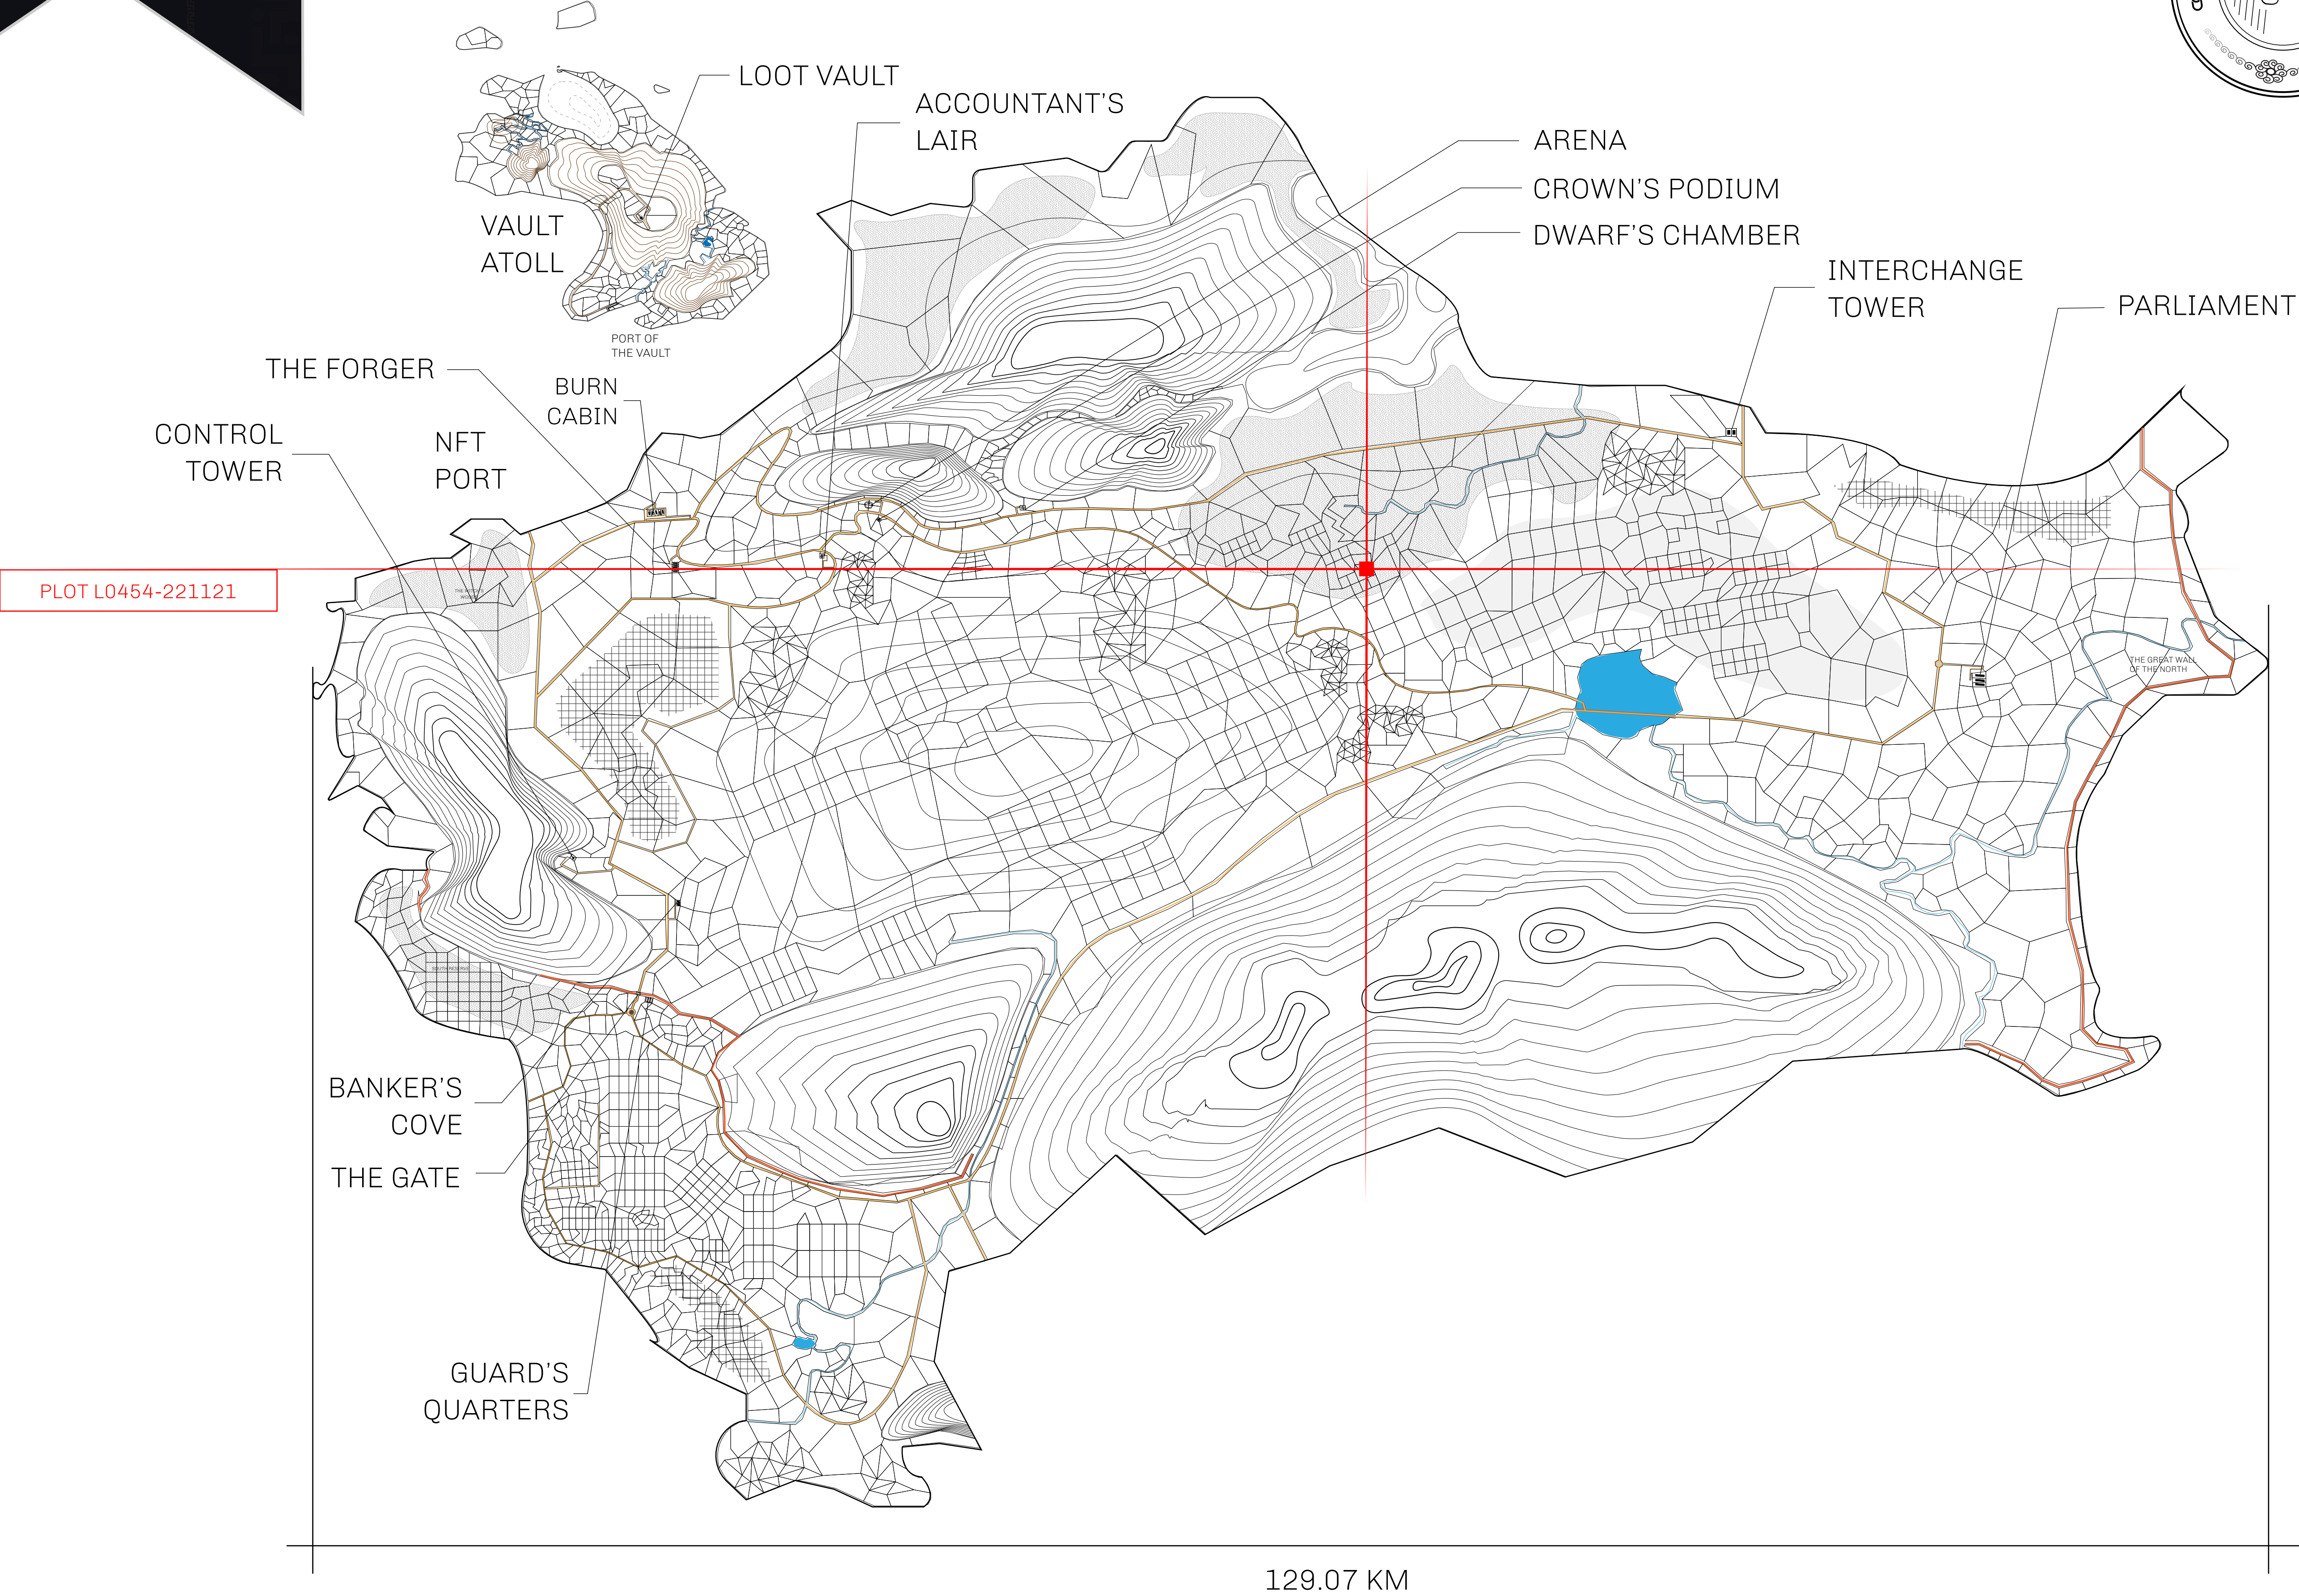 LOOT VAULT
ACCOUNTANT'S
LAIR
ARENA
CROWN'S PODIUM
DWARF'S CHAMBER
VAULT
ATOLL
INTERCHANGE
TOWER
PARLIAMENT
PORT OF
THE VAULT
THE FORGER
BURN
CABIN
CONTROL
TOWER
NFT
PORT
PLOT L0454-221121
THE GREAT WALL
OF THE NORTH
SOUTH RESERVE
BANKER'S
COVE
THE GATE
GUARD'S
QUARTERS
129.07 KM